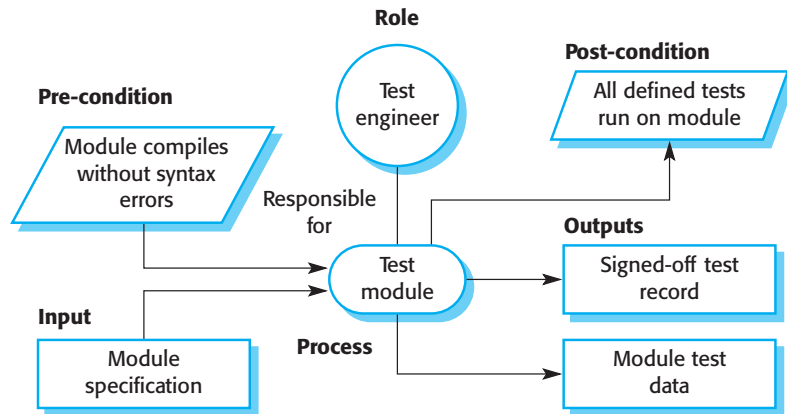 Role
Test
engineer
Post-condition
All defined tests
run on module
Pre-condition
Module compiles
without syntax
errors
Responsible
for
Test
module
Process
Outputs
Signed-off test
record
Input
Module
specification
Module test
data